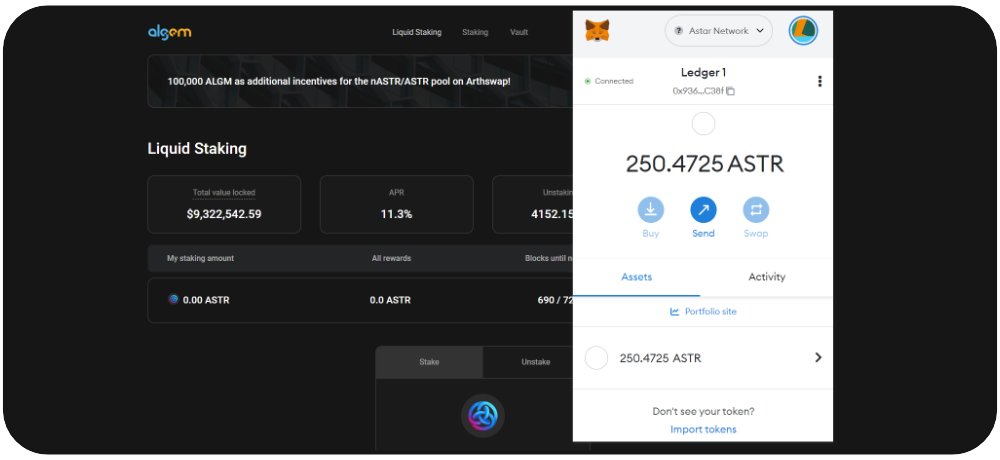 algem
Liquid Staking
Staking
Vault
100,000 ALGM as additional incentives for the nASTR/ASTR pool on Arthswap!
Liquid Staking
Total value locked
$9,322,542.59
APR
11.3%
Unstakin
4152.15
My staking amount
All rewards
Blocks until n
0.00 ASTR
0.0 ASTR
690 / 72
Stake
Unstake
Astar Network
Connected
Ledger 1
0x936...C38f
250.4725 ASTR
Buy
Send
Swap
Assets
Activity
Portfolio site
250.4725 ASTR
Don't see your token?
Import tokens